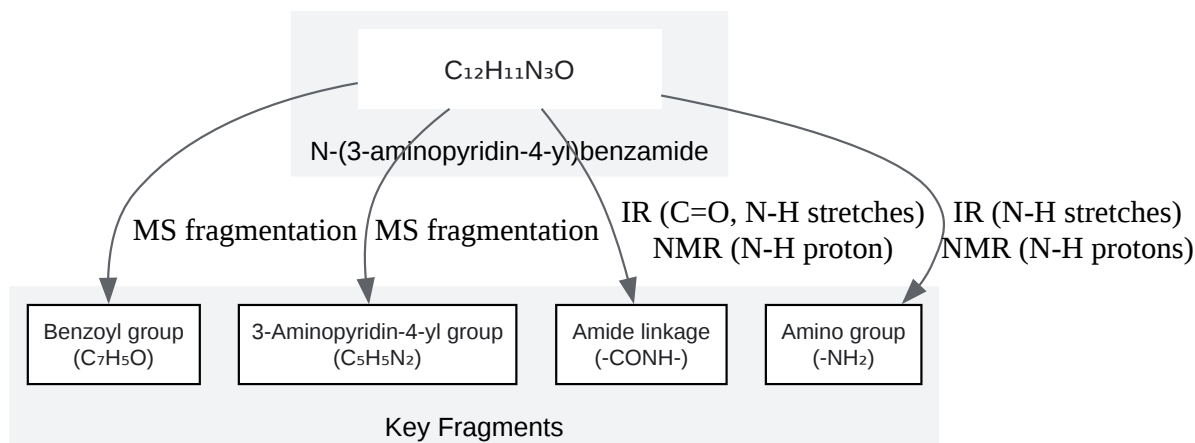 C₁₂H₁₁N₃O
N-(3-aminopyridin-4-yl)benzamide
MS fragmentation
MS fragmentation
IR (C=O, N-H stretches)
NMR (N-H proton)
IR (N-H stretches)
NMR (N-H protons)
Benzoyl group
(C₇H₅O)
3-Aminopyridin-4-yl group
(C₅H₅N₂)
Amide linkage
(-CONH-)
Amino group
(-NH₂)
Key Fragments